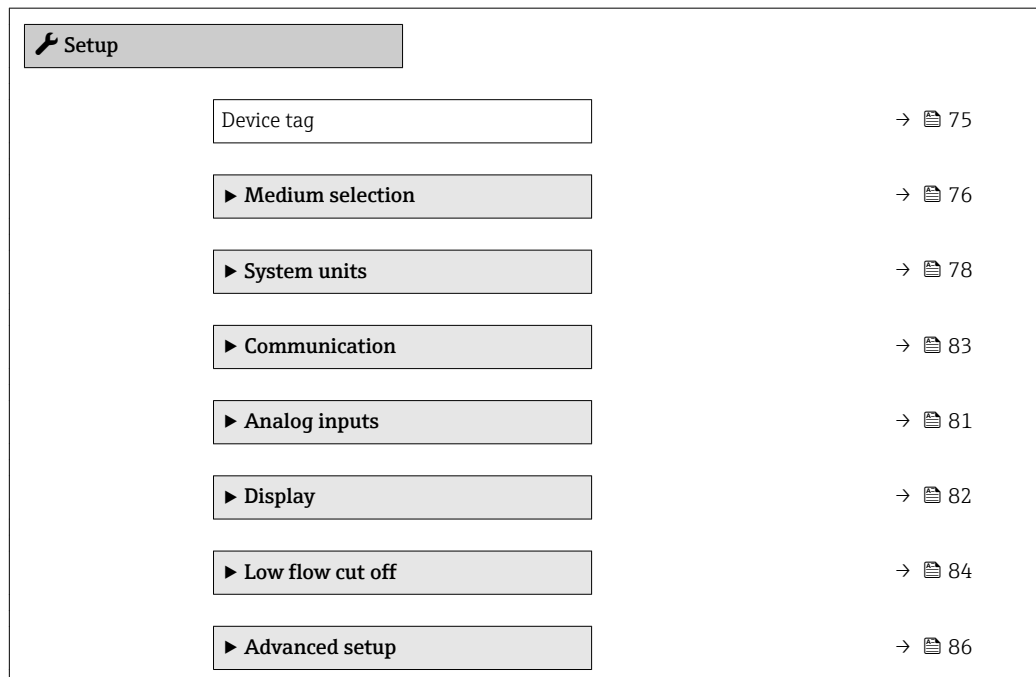 Setup
Device tag → 75
▶ Medium selection → 76
▶ System units → 78
▶ Communication → 83
▶ Analog inputs → 81
▶ Display → 82
▶ Low flow cut off → 84
▶ Advanced setup → 86